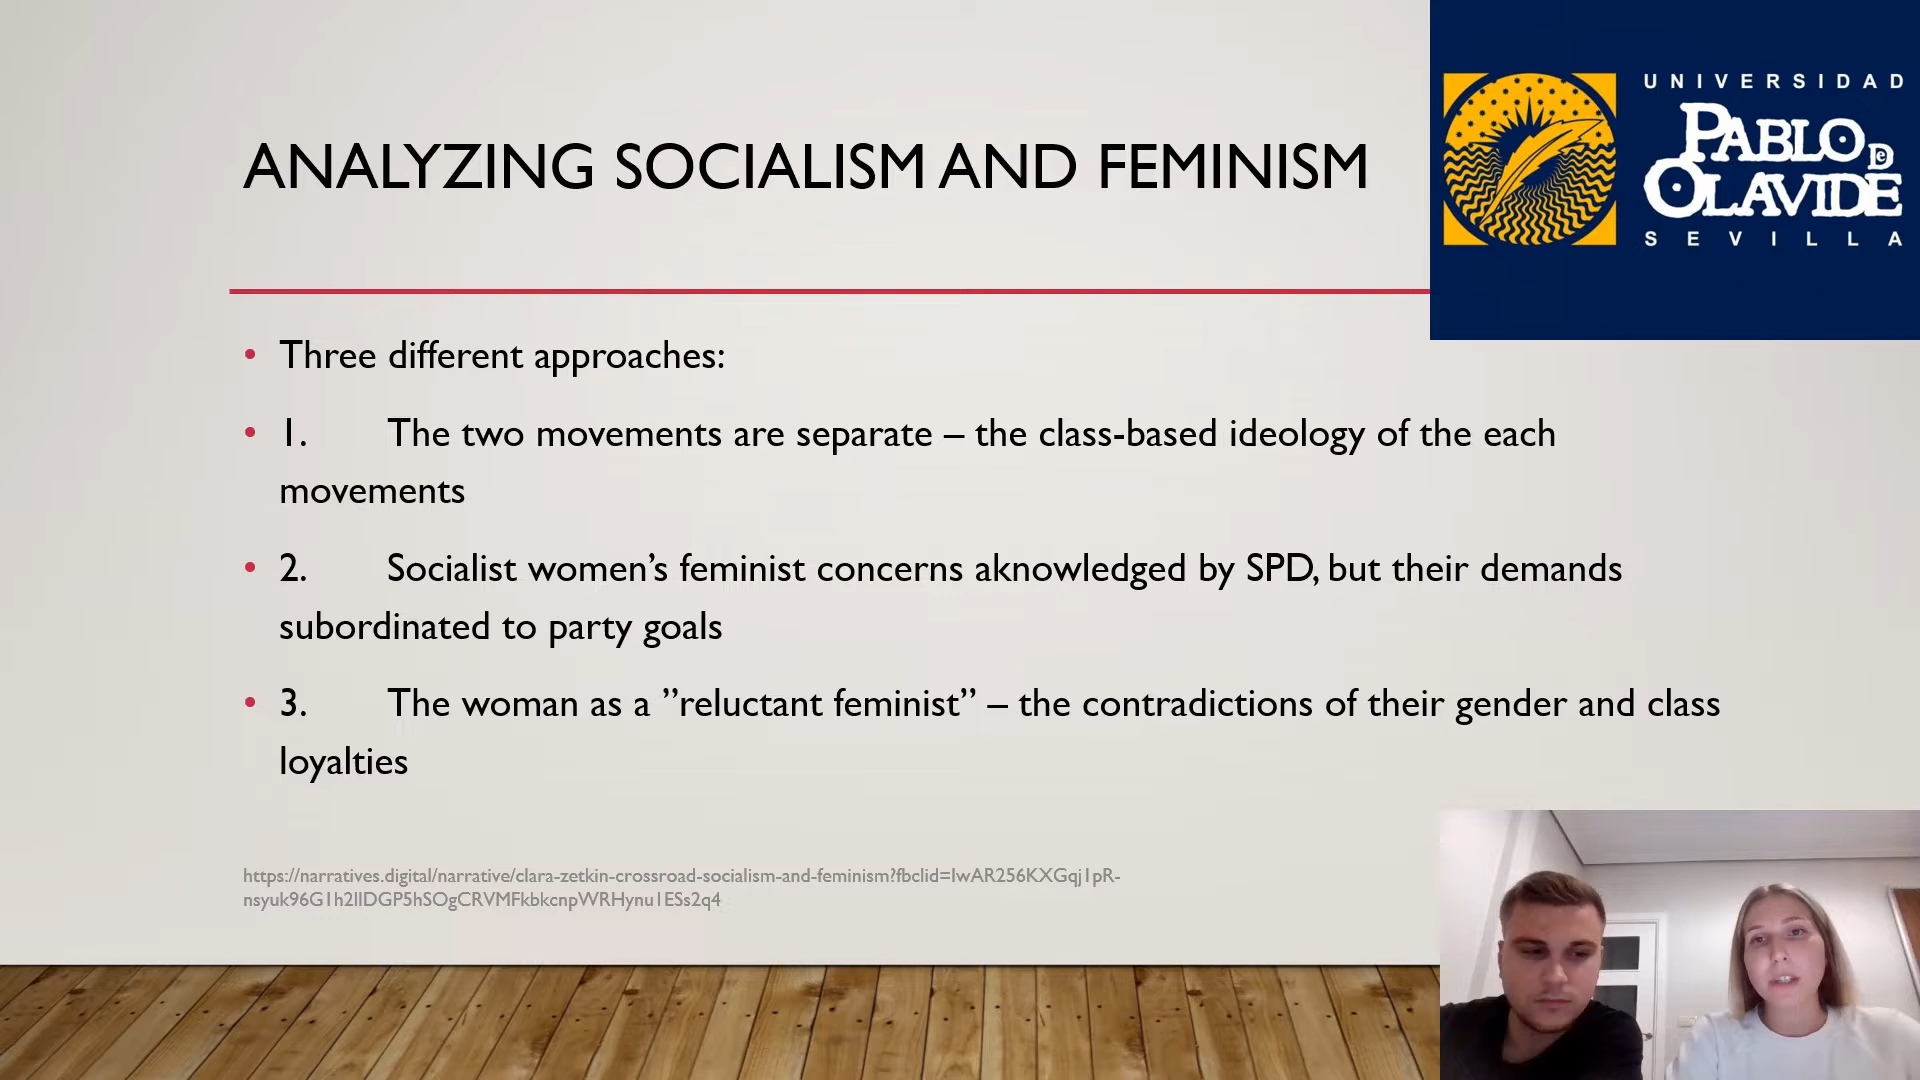 ANALYZING SOCIALISM AND FEMINISM
UNIVERSIDAD
PABLO DE
OLAVIDE
SEVILLA
• Three different approaches:
• 1. The two movements are separate – the class-based ideology of the each
movements
• 2. Socialist women’s feminist concerns aknowledged by SPD, but their demands
subordinated to party goals
• 3. The woman as a ”reluctant feminist” – the contradictions of their gender and class
loyalties
https://narratives.digital/narrative/clara-zetkin-crossroad-socialism-and-feminism?fbclid=IwAR256KXGqj1pR-
nsyuk96G1h2lIDGP5hSOgCRVMFkbkcnpWRHynu1ESs2q4